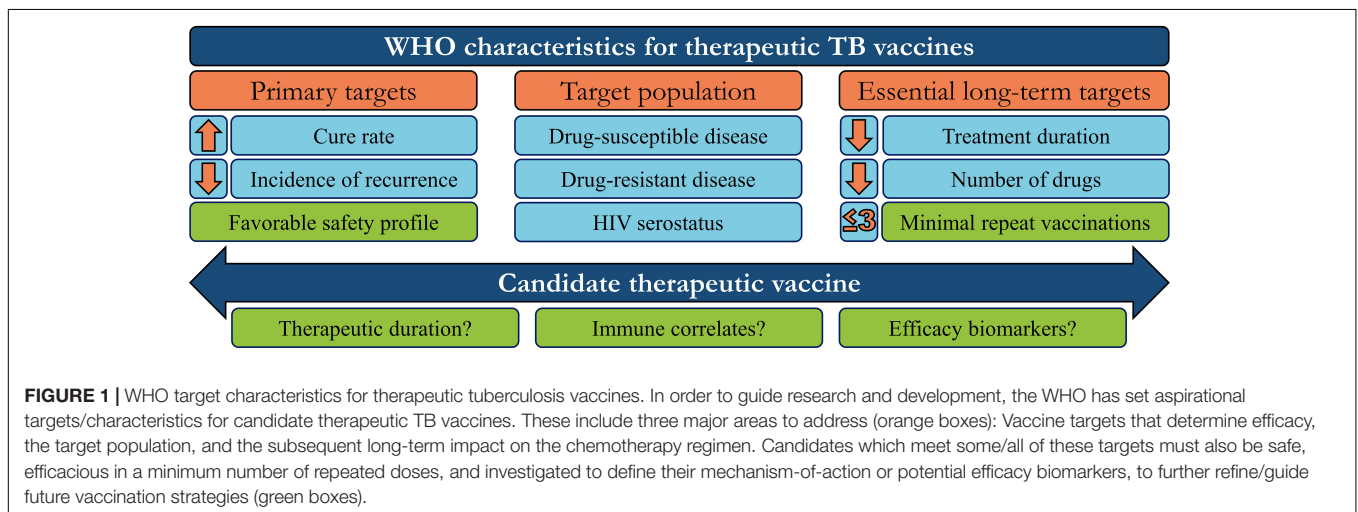 WHO characteristics for therapeutic TB vaccines
Primary targets
Target population
Essential long-term targets
Cure rate
Drug-susceptible disease
Treatment duration
Incidence of recurrence
Drug-resistant disease
Number of drugs
Favorable safety profile
HIV serostatus
≤3 Minimal repeat vaccinations
Candidate therapeutic vaccine
Therapeutic duration?
Immune correlates?
Efficacy biomarkers?
FIGURE 1 | WHO target characteristics for therapeutic tuberculosis vaccines. In order to guide research and development, the WHO has set aspirational
targets/characteristics for candidate therapeutic TB vaccines. These include three major areas to address (orange boxes): Vaccine targets that determine efficacy,
the target population, and the subsequent long-term impact on the chemotherapy regimen. Candidates which meet some/all of these targets must also be safe,
efficacious in a minimum number of repeated doses, and investigated to define their mechanism-of-action or potential efficacy biomarkers, to further refine/guide
future vaccination strategies (green boxes).